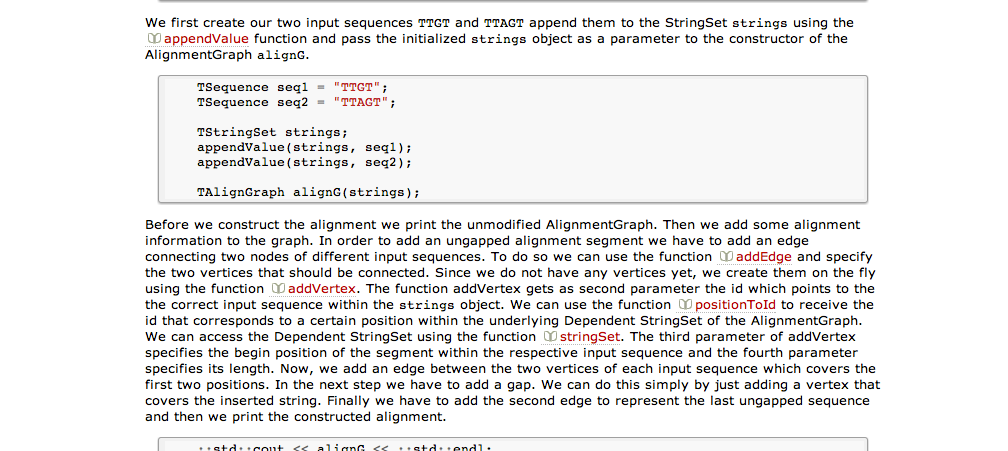 We first create our two input sequences TTGT and TTAGT append them to the StringSet strings using the
appendValue function and pass the initialized strings object as a parameter to the constructor of the
AlignmentGraph alignG.
TSequence seq1 = "TTGT";
TSequence seq2 = "TTAGT";
TStringSet strings;
appendValue(strings, seq1);
appendValue(strings, seq2);
TAlignGraph alignG(strings);
Before we construct the alignment we print the unmodified AlignmentGraph. Then we add some alignment
information to the graph. In order to add an ungapped alignment segment we have to add an edge
connecting two nodes of different input sequences. To do so we can use the function addEdge and specify
the two vertices that should be connected. Since we do not have any vertices yet, we create them on the fly
using the function addVertex. The function addVertex gets as second parameter the id which points to the
the correct input sequence within the strings object. We can use the function positionToId to receive the
id that corresponds to a certain position within the underlying Dependent StringSet of the AlignmentGraph.
We can access the Dependent StringSet using the function stringSet. The third parameter of addVertex
specifies the begin position of the segment within the respective input sequence and the fourth parameter
specifies its length. Now, we add an edge between the two vertices of each input sequence which covers the
first two positions. In the next step we have to add a gap. We can do this simply by just adding a vertex that
covers the inserted string. Finally we have to add the second edge to represent the last ungapped sequence
and then we print the constructed alignment.
::std::cout << alignG << ::std::endl;